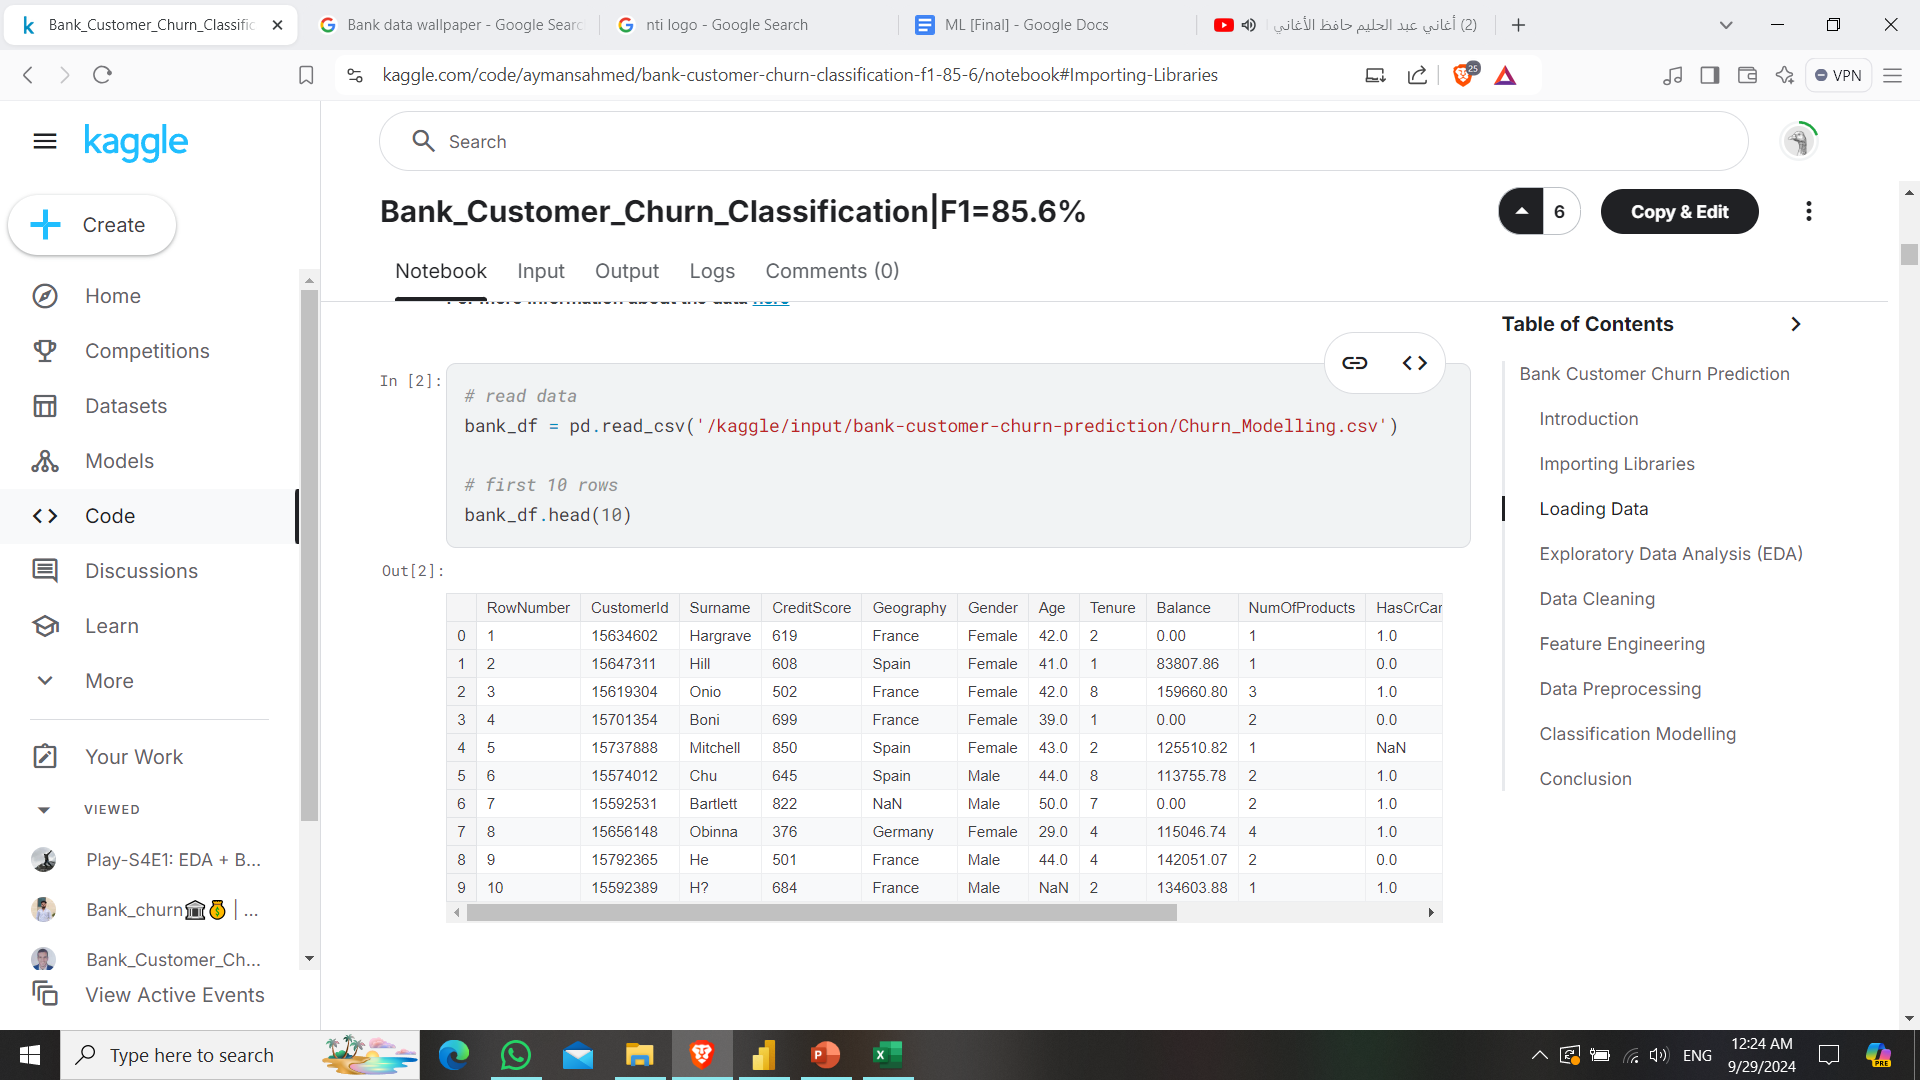 Bank_Customer_Churn_Classific
Bank data wallpaper - Google Searc
nti logo - Google Search
ML [Final] - Google Docs
(2) أغاني عبد الحليم حافظ الأغاني
kaggle.com/code/aymansahmed/bank-customer-churn-classification-f1-85-6/notebook#Importing-Libraries
25
VPN
kaggle
Search
Create
Home
Competitions
Datasets
Models
Code
Discussions
Learn
More
Your Work
VIEWED
Play-S4E1: EDA + B...
Bank_churn🏛️💰 | ...
Bank_Customer_Ch...
View Active Events
Bank_Customer_Churn_Classification|F1=85.6%
6
Copy & Edit
Notebook Input Output Logs Comments (0)
For more information about the data here
In [2]:
# read data
bank_df = pd.read_csv('/kaggle/input/bank-customer-churn-prediction/Churn_Modelling.csv')
# first 10 rows
bank_df.head(10)
Out[2]:
RowNumber CustomerId Surname CreditScore Geography Gender Age Tenure Balance NumOfProducts HasCrCar
0 1 15634602 Hargrave 619 France Female 42.0 2 0.00 1 1.0
1 2 15647311 Hill 608 Spain Female 41.0 1 83807.86 1 0.0
2 3 15619304 Onio 502 France Female 42.0 8 159660.80 3 1.0
3 4 15701354 Boni 699 France Female 39.0 1 0.00 2 0.0
4 5 15737888 Mitchell 850 Spain Female 43.0 2 125510.82 1 NaN
5 6 15574012 Chu 645 Spain Male 44.0 8 113755.78 2 1.0
6 7 15592531 Bartlett 822 NaN Male 50.0 7 0.00 2 1.0
7 8 15656148 Obinna 376 Germany Female 29.0 4 115046.74 4 1.0
8 9 15792365 He 501 France Male 44.0 4 142051.07 2 0.0
9 10 15592389 H? 684 France Male NaN 2 134603.88 1 1.0
Table of Contents
Bank Customer Churn Prediction
Introduction
Importing Libraries
Loading Data
Exploratory Data Analysis (EDA)
Data Cleaning
Feature Engineering
Data Preprocessing
Classification Modelling
Conclusion
Type here to search
ENG
12:24 AM
9/29/2024
PRE